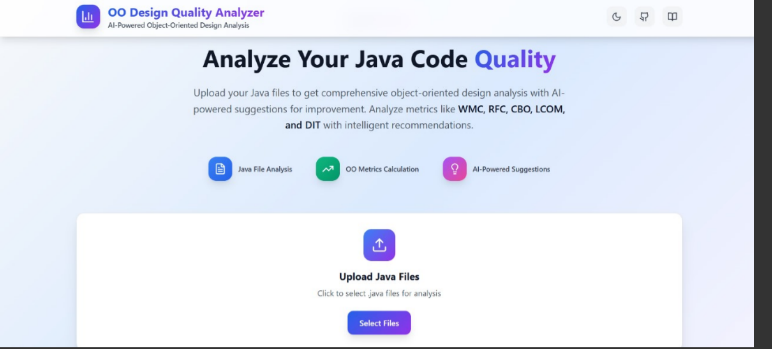 OO Design Quality Analyzer
AI-Powered Object-Oriented Design Analysis
Analyze Your Java Code Quality
Upload your Java files to get comprehensive object-oriented design analysis with AI-
powered suggestions for improvement. Analyze metrics like WMC, RFC, CBO, LCOM,
and DIT with intelligent recommendations.
Java File Analysis
OO Metrics Calculation
AI-Powered Suggestions
Upload Java Files
Click to select .java files for analysis
Select Files